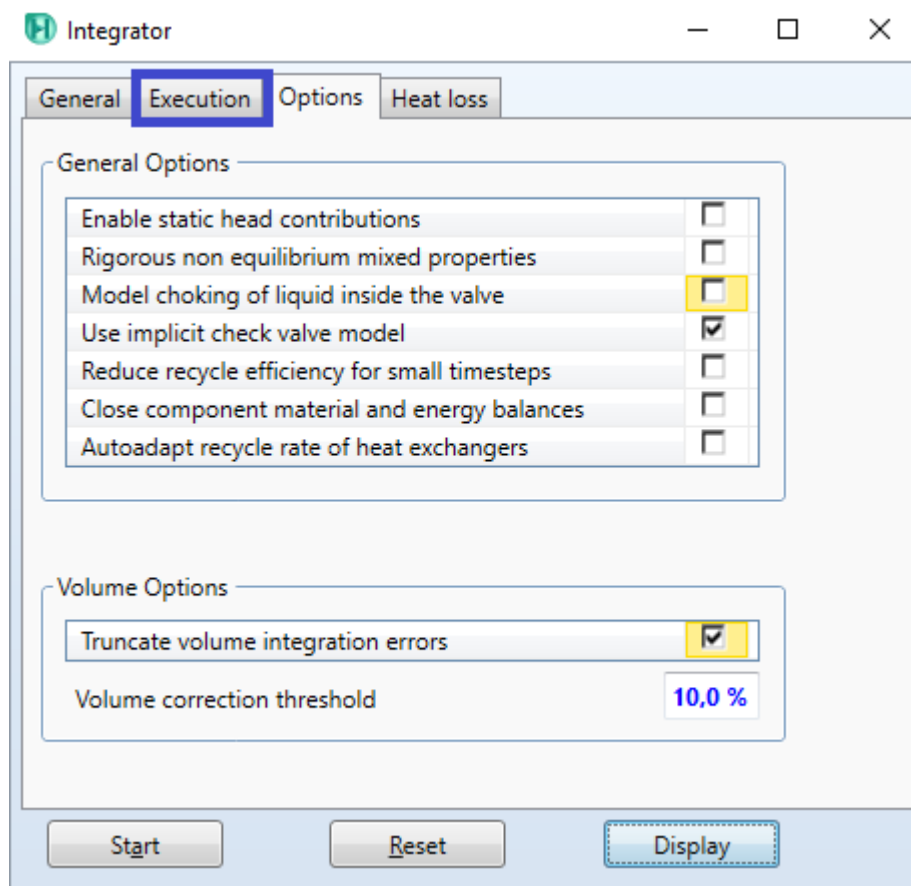 Integrator
General Execution Options Heat loss
General Options
Enable static head contributions
Rigorous non equilibrium mixed properties
Model choking of liquid inside the valve
Use implicit check valve model
Reduce recycle efficiency for small timesteps
Close component material and energy balances
Autoadapt recycle rate of heat exchangers
Volume Options
Truncate volume integration errors
Volume correction threshold 10,0 %
Start Reset Display